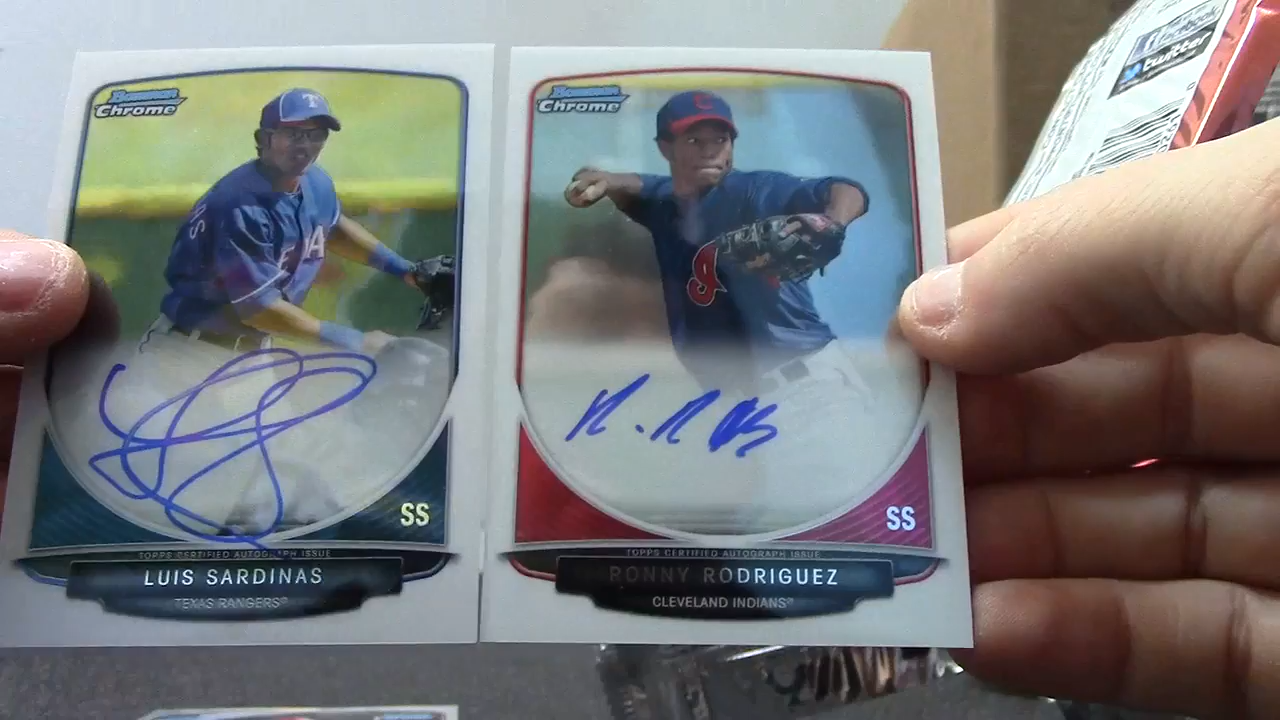 facebook
twitter
Bowman
Chrome
T
SS
TOPPS CERTIFIED AUTOGRAPH ISSUE
LUIS SARDINAS
TEXAS RANGERS®
Bowman
Chrome
SS
TOPPS CERTIFIED AUTOGRAPH ISSUE
RONNY RODRIGUEZ
CLEVELAND INDIANS®